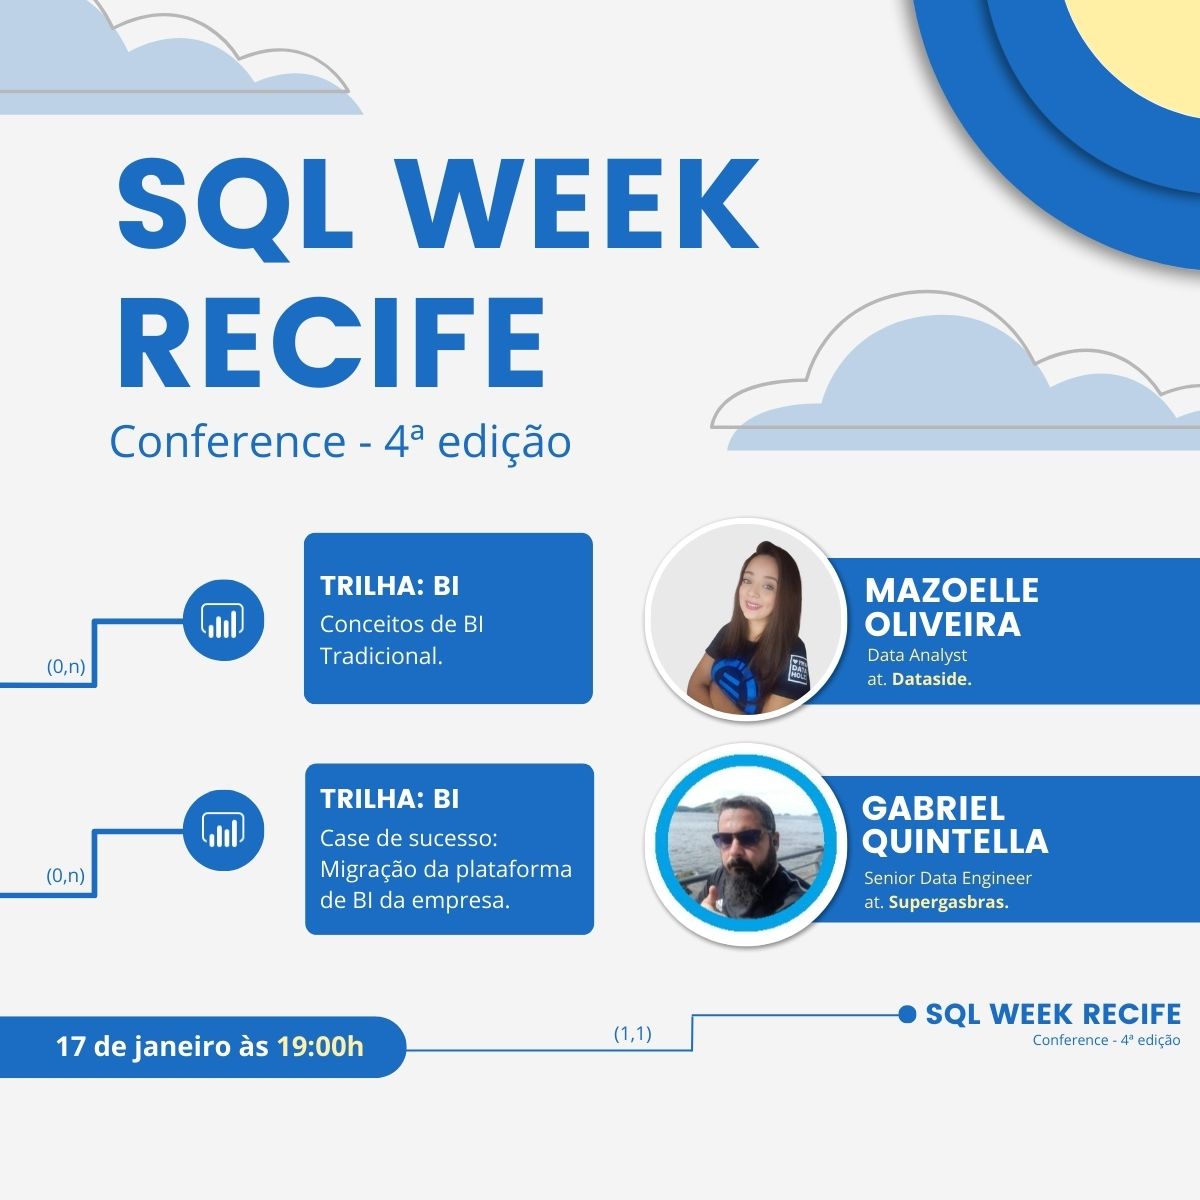 SQL WEEK
RECIFE
Conference - 4ª edição
(0,n)
TRILHA: BI
Conceitos de BI
Tradicional.
MAZOELLE
OLIVEIRA
Data Analyst
at. Dataside.
(0,n)
TRILHA: BI
Case de sucesso:
Migração da plataforma
de BI da empresa.
GABRIEL
QUINTELLA
Senior Data Engineer
at. Supergasbras.
17 de janeiro às 19:00h
(1,1)
SQL WEEK RECIFE
Conference - 4ª edição